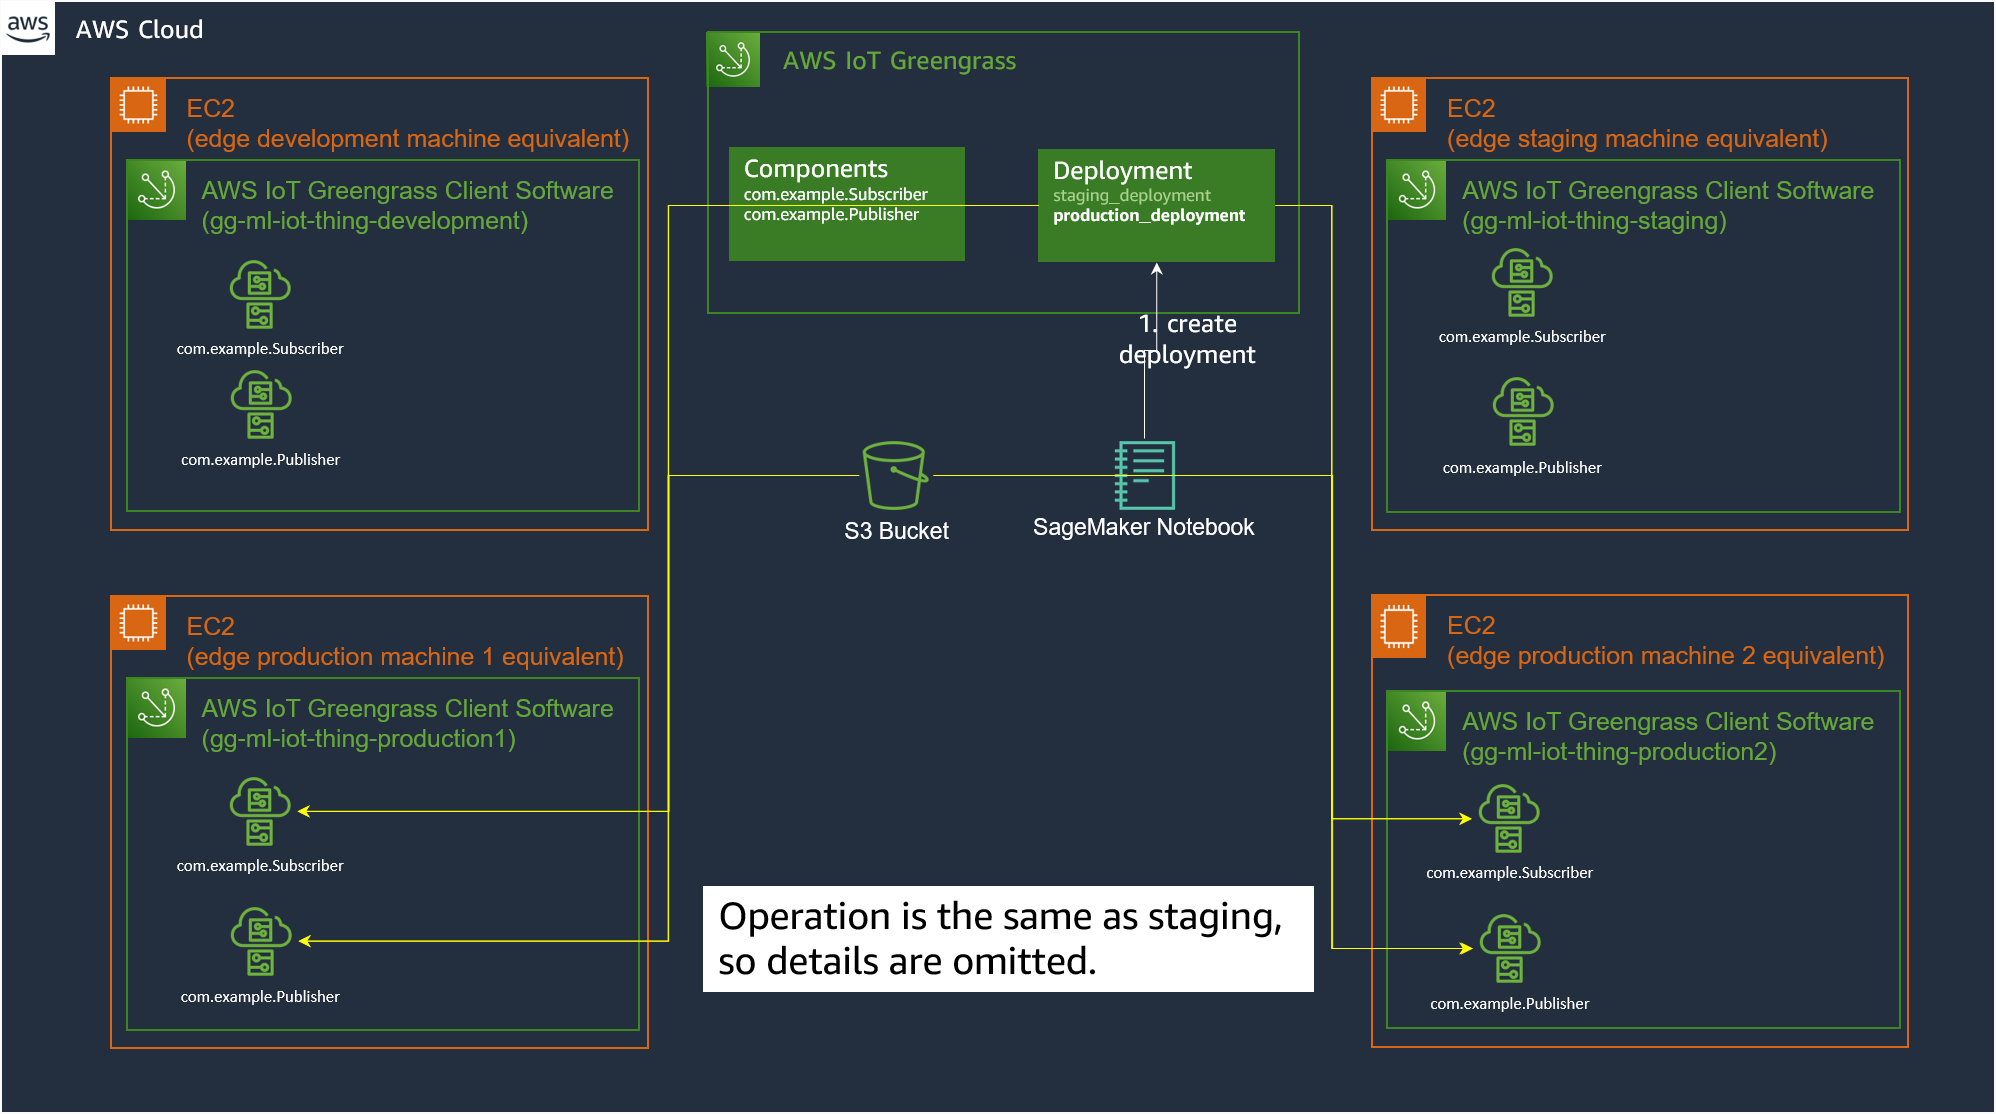 aws
AWS Cloud
AWS IoT Greengrass
Components
com.example.Subscriber
com.example.Publisher
Deployment
staging_deployment
production_deployment
1. create
deployment
S3 Bucket
SageMaker Notebook
EC2
(edge development machine equivalent)
AWS IoT Greengrass Client Software
(gg-ml-iot-thing-development)
com.example.Subscriber
com.example.Publisher
EC2
(edge staging machine equivalent)
AWS IoT Greengrass Client Software
(gg-ml-iot-thing-staging)
com.example.Subscriber
com.example.Publisher
EC2
(edge production machine 1 equivalent)
AWS IoT Greengrass Client Software
(gg-ml-iot-thing-production1)
com.example.Subscriber
com.example.Publisher
Operation is the same as staging,
so details are omitted.
EC2
(edge production machine 2 equivalent)
AWS IoT Greengrass Client Software
(gg-ml-iot-thing-production2)
com.example.Subscriber
com.example.Publisher